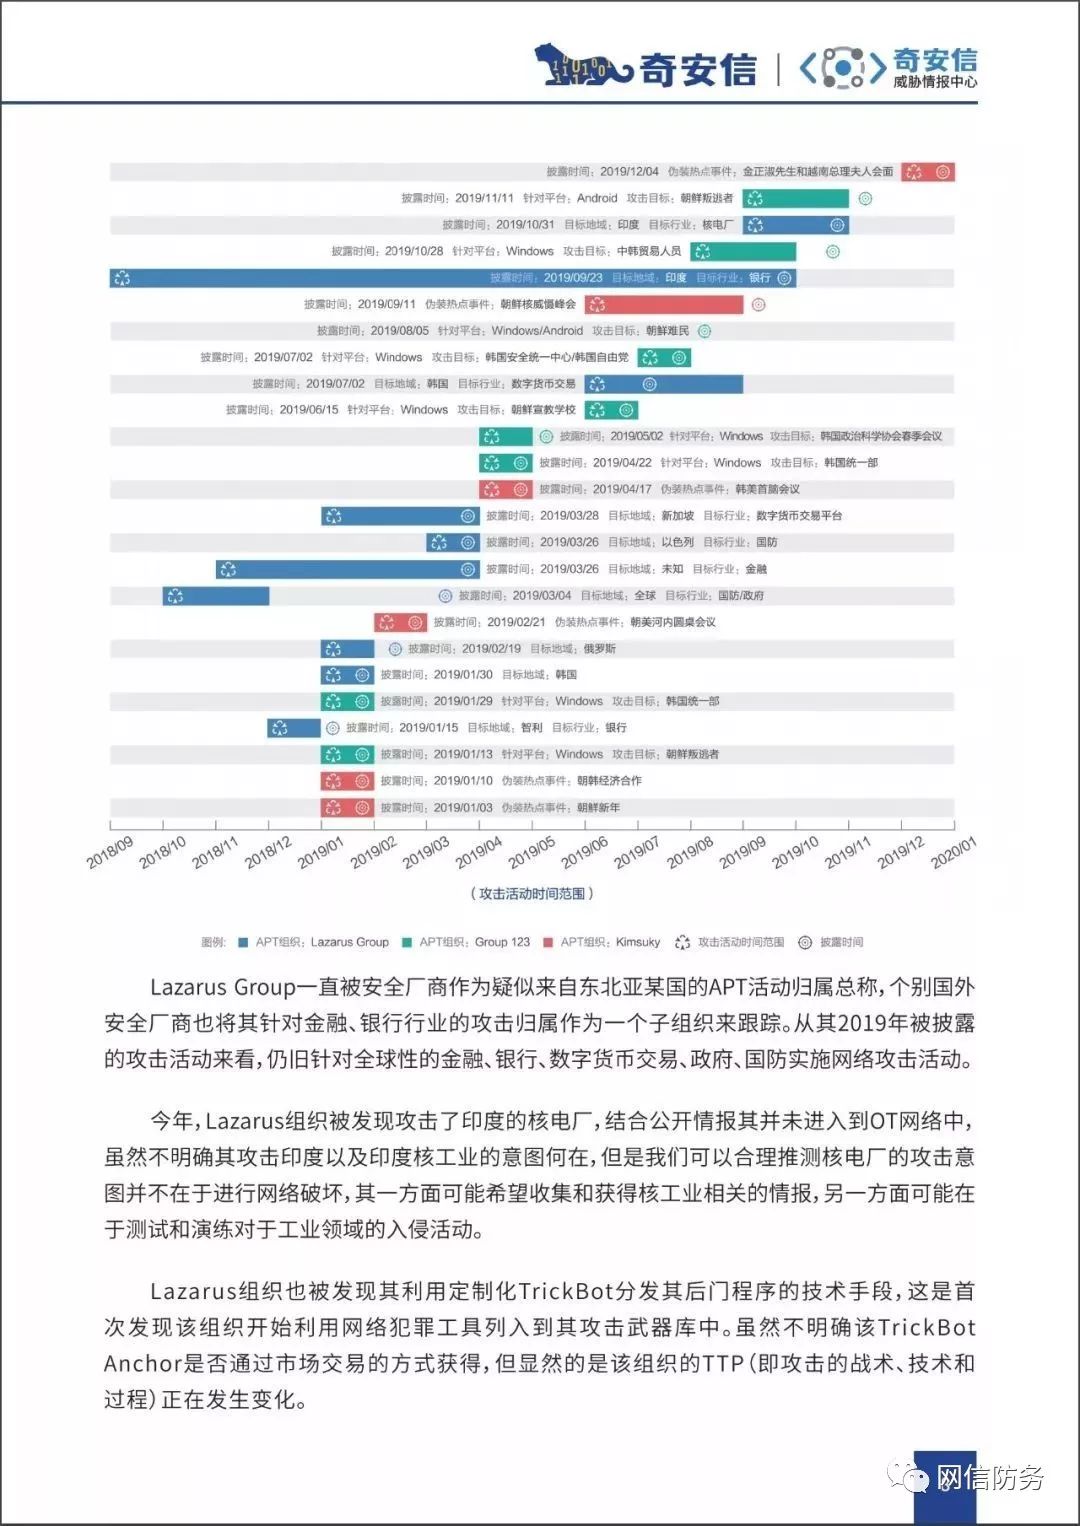 奇安信
奇安信
威胁情报中心
披露时间：2019/12/04 伪装热点事件：金正淑先生和越南总理夫人会面
披露时间：2019/11/11 针对平台：Android 攻击目标：朝鲜叛逃者
披露时间：2019/10/31 目标地域：印度 目标行业：核电厂
披露时间：2019/10/28 针对平台：Windows 攻击目标：中韩贸易人员
披露时间：2019/09/23 目标地域：印度 目标行业：银行
披露时间：2019/09/11 伪装热点事件：朝鲜核威慑峰会
披露时间：2019/08/05 针对平台：Windows/Android 攻击目标：朝鲜难民
披露时间：2019/07/02 针对平台：Windows 攻击目标：韩国安全统一中心/韩国自由党
披露时间：2019/07/02 目标地域：韩国 目标行业：数字货币交易
披露时间：2019/06/15 针对平台：Windows 攻击目标：朝鲜宣教学校
披露时间：2019/05/02 针对平台：Windows 攻击目标：韩国政治科学协会春季会议
披露时间：2019/04/22 针对平台：Windows 攻击目标：韩国统一部
披露时间：2019/04/17 伪装热点事件：韩美首脑会议
披露时间：2019/03/28 目标地域：新加坡 目标行业：数字货币交易平台
披露时间：2019/03/26 目标地域：以色列 目标行业：国防
披露时间：2019/03/26 目标地域：未知 目标行业：金融
披露时间：2019/03/04 目标地域：全球 目标行业：国防/政府
披露时间：2019/02/21 伪装热点事件：朝美河内圆桌会议
披露时间：2019/02/19 目标地域：俄罗斯
披露时间：2019/01/30 目标地域：韩国
披露时间：2019/01/29 针对平台：Windows 攻击目标：韩国统一部
披露时间：2019/01/15 目标地域：智利 目标行业：银行
披露时间：2019/01/13 针对平台：Windows 攻击目标：朝鲜叛逃者
披露时间：2019/01/10 伪装热点事件：朝韩经济合作
披露时间：2019/01/03 伪装热点事件：朝鲜新年
2018/09 2018/10 2018/11 2018/12 2019/01 2019/02 2019/03 2019/04 2019/05 2019/06 2019/07 2019/08 2019/09 2019/10 2019/11 2019/12 2020/01
（攻击活动时间范围）
图例: APT组织：Lazarus Group APT组织：Group 123 APT组织：Kimsuky 攻击活动时间范围 披露时间
Lazarus Group一直被安全厂商作为疑似来自东北亚某国的APT活动归属总称，个别国外
安全厂商也将其针对金融、银行行业的攻击归属作为一个子组织来跟踪。从其2019年被披露
的攻击活动来看，仍旧针对全球性的金融、银行、数字货币交易、政府、国防实施网络攻击活动。
今年，Lazarus组织被发现攻击了印度的核电厂，结合公开情报其并未进入到OT网络中，
虽然不明确其攻击印度以及印度核工业的意图何在，但是我们可以合理推测核电厂的攻击意
图并不在于进行网络破坏，其一方面可能希望收集和获得核工业相关的情报，另一方面可能在
于测试和演练对于工业领域的入侵活动。
Lazarus组织也被发现其利用定制化TrickBot分发其后门程序的技术手段，这是首
次发现该组织开始利用网络犯罪工具列入到其攻击武器库中。虽然不明确该TrickBot
Anchor是否通过市场交易的方式获得，但显然的是该组织的TTP（即攻击的战术、技术和
过程）正在发生变化。
网信防务